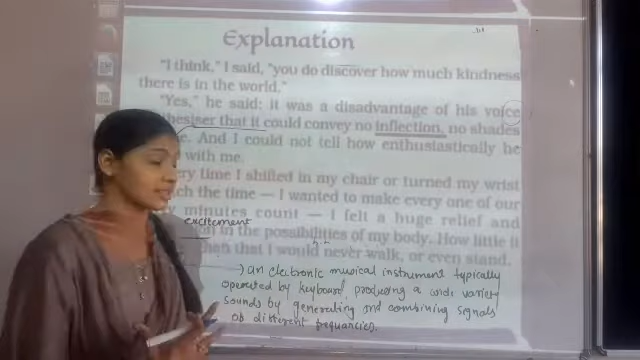 Explanation
"I think," I said, "you do discover how much kindness
there is in the world."
"Yes," he said: it was a disadvantage of his voice
that it could convey no inflection, no shades
And I could not tell how enthusiastically he
with me.
time I shifted in my chair or turned my wrist
the time — I wanted to make every one of our
minutes count — I felt a huge relief and
excitement
in the possibilities of my body. How little it
that I would never walk, or even stand.
an electronic musical instrument typically
operated by keyboard, producing a wide variety
sounds by generating and combining signals
of different frequancies.